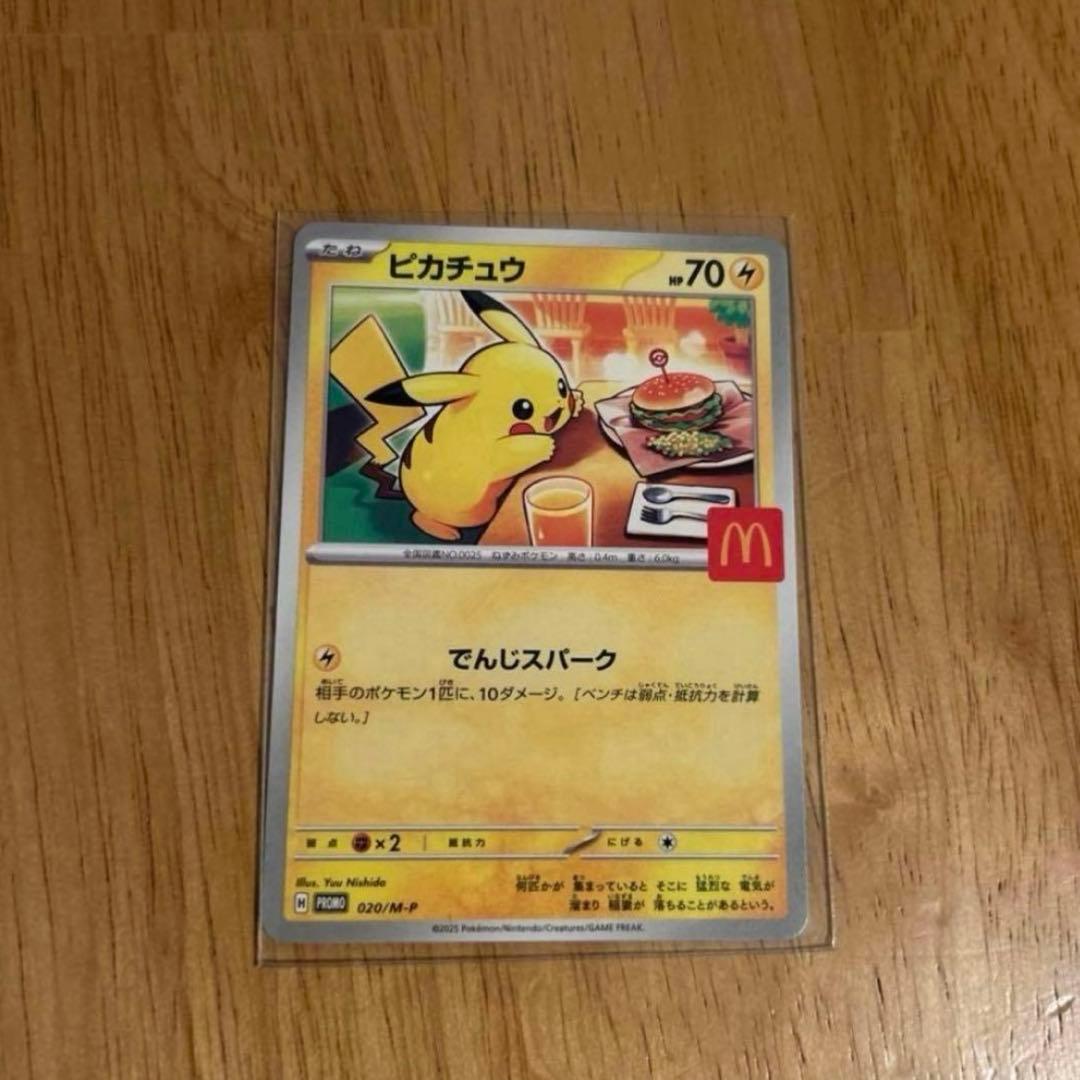 たね ピカチュウ HP70
全国図鑑NO.0025 ねずみポケモン 高さ:0.4m 重さ:6.0kg
でんじスパーク
相手のポケモン1匹に、10ダメージ。[ベンチは弱点・抵抗力を計算
しない。]
弱点 ×2 抵抗力 にげる
Illus. Yuu Nishida
何匹かが 集まっていると そこに 猛烈な 電気が
溜まり 稲妻が 落ちることがあるという。
H PROMO 020/M-P
©2025 Pokémon/Nintendo/Creatures/GAME FREAK.